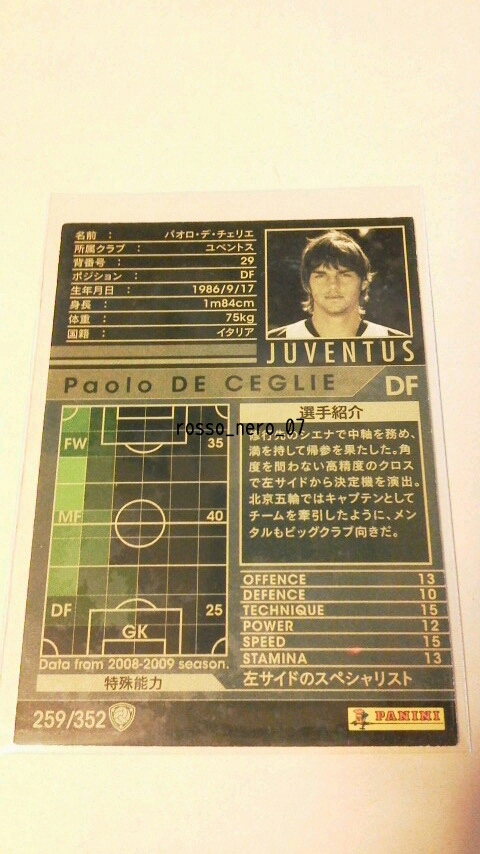 名前 : パオロ・デ・チェリエ
所属クラブ : ユベントス
背番号 : 29
ポジション : DF
生年月日 : 1986/9/17
身長 : 1m84cm
体重 : 75kg
国籍 : イタリア
JUVENTUS
Paolo DE CEGLIE DF
選手紹介
rosso_nero_07
FW 35
MF 40
DF 25
GK
Data from 2008-2009 season.
修行先のシエナで中軸を務め、
満を持して帰参を果たした。角
度を問わない高精度のクロス
で左サイドから決定機を演出。
北京五輪ではキャプテンとして
チームを牽引したように、メン
タルもビッグクラブ向きだ。
OFFENCE 13
DEFENCE 10
TECHNIQUE 15
POWER 12
SPEED 15
STAMINA 13
特殊能力 左サイドのスペシャリスト
259/352
PANINI